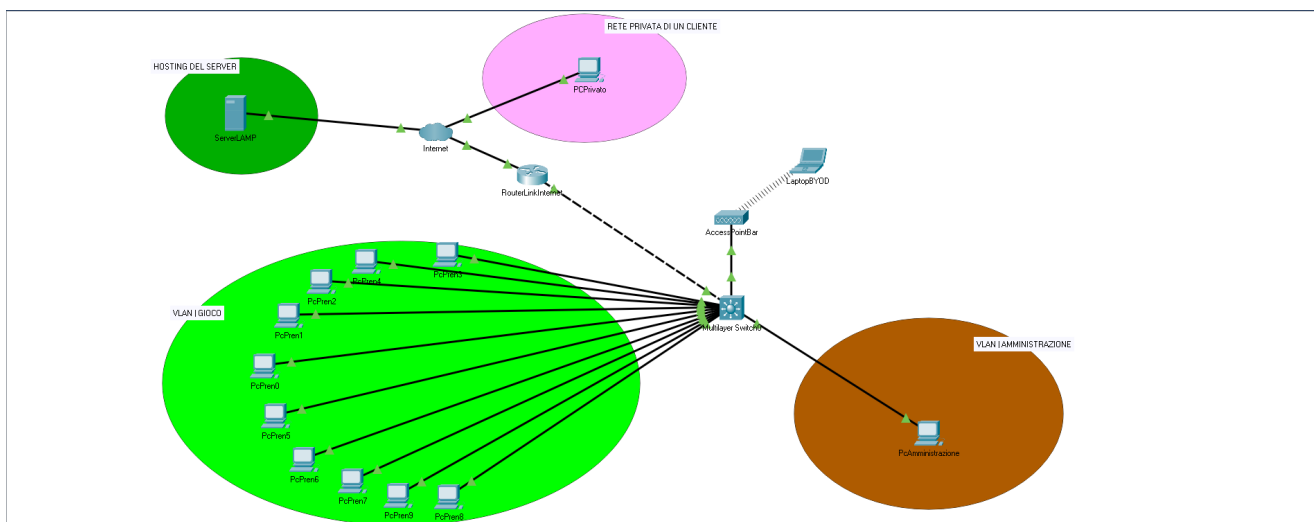 RETE PRIVATA DI UN CLIENTE
HOSTING DEL SERVER
PCPrivato
ServerLAMP
Internet
RouterLinkInternet
LaptopBYOD
AccessPointBar
PcPren3
PcPren4
PcPren2
VLAN | GIOCO
PcPren1
Multilayer Switch0
VLAN | AMMINISTRAZIONE
PcPren0
PcPren5
PcAmministrazione
PcPren6
PcPren7
PcPren9
PcPren8